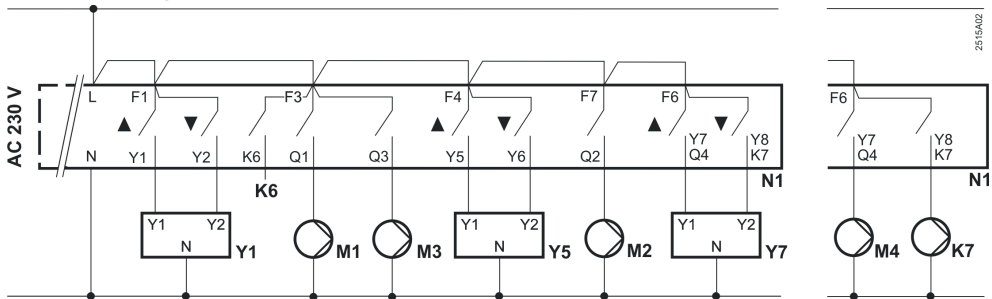 2515A02
AC 230 V
L F1 F3 F4 F7 F6 F6
▲ ▼ ▲ ▼ ▲ ▼
Y7 Y8 Y7 Y8
N Y1 Y2 K6 Q1 Q3 Y5 Y6 Q2 Q4 K7 Q4 K7
K6 N1 N1
Y1 Y2 Y1 Y2 Y1 Y2
N Y1 M1 M3 N Y5 M2 N Y7 M4 K7